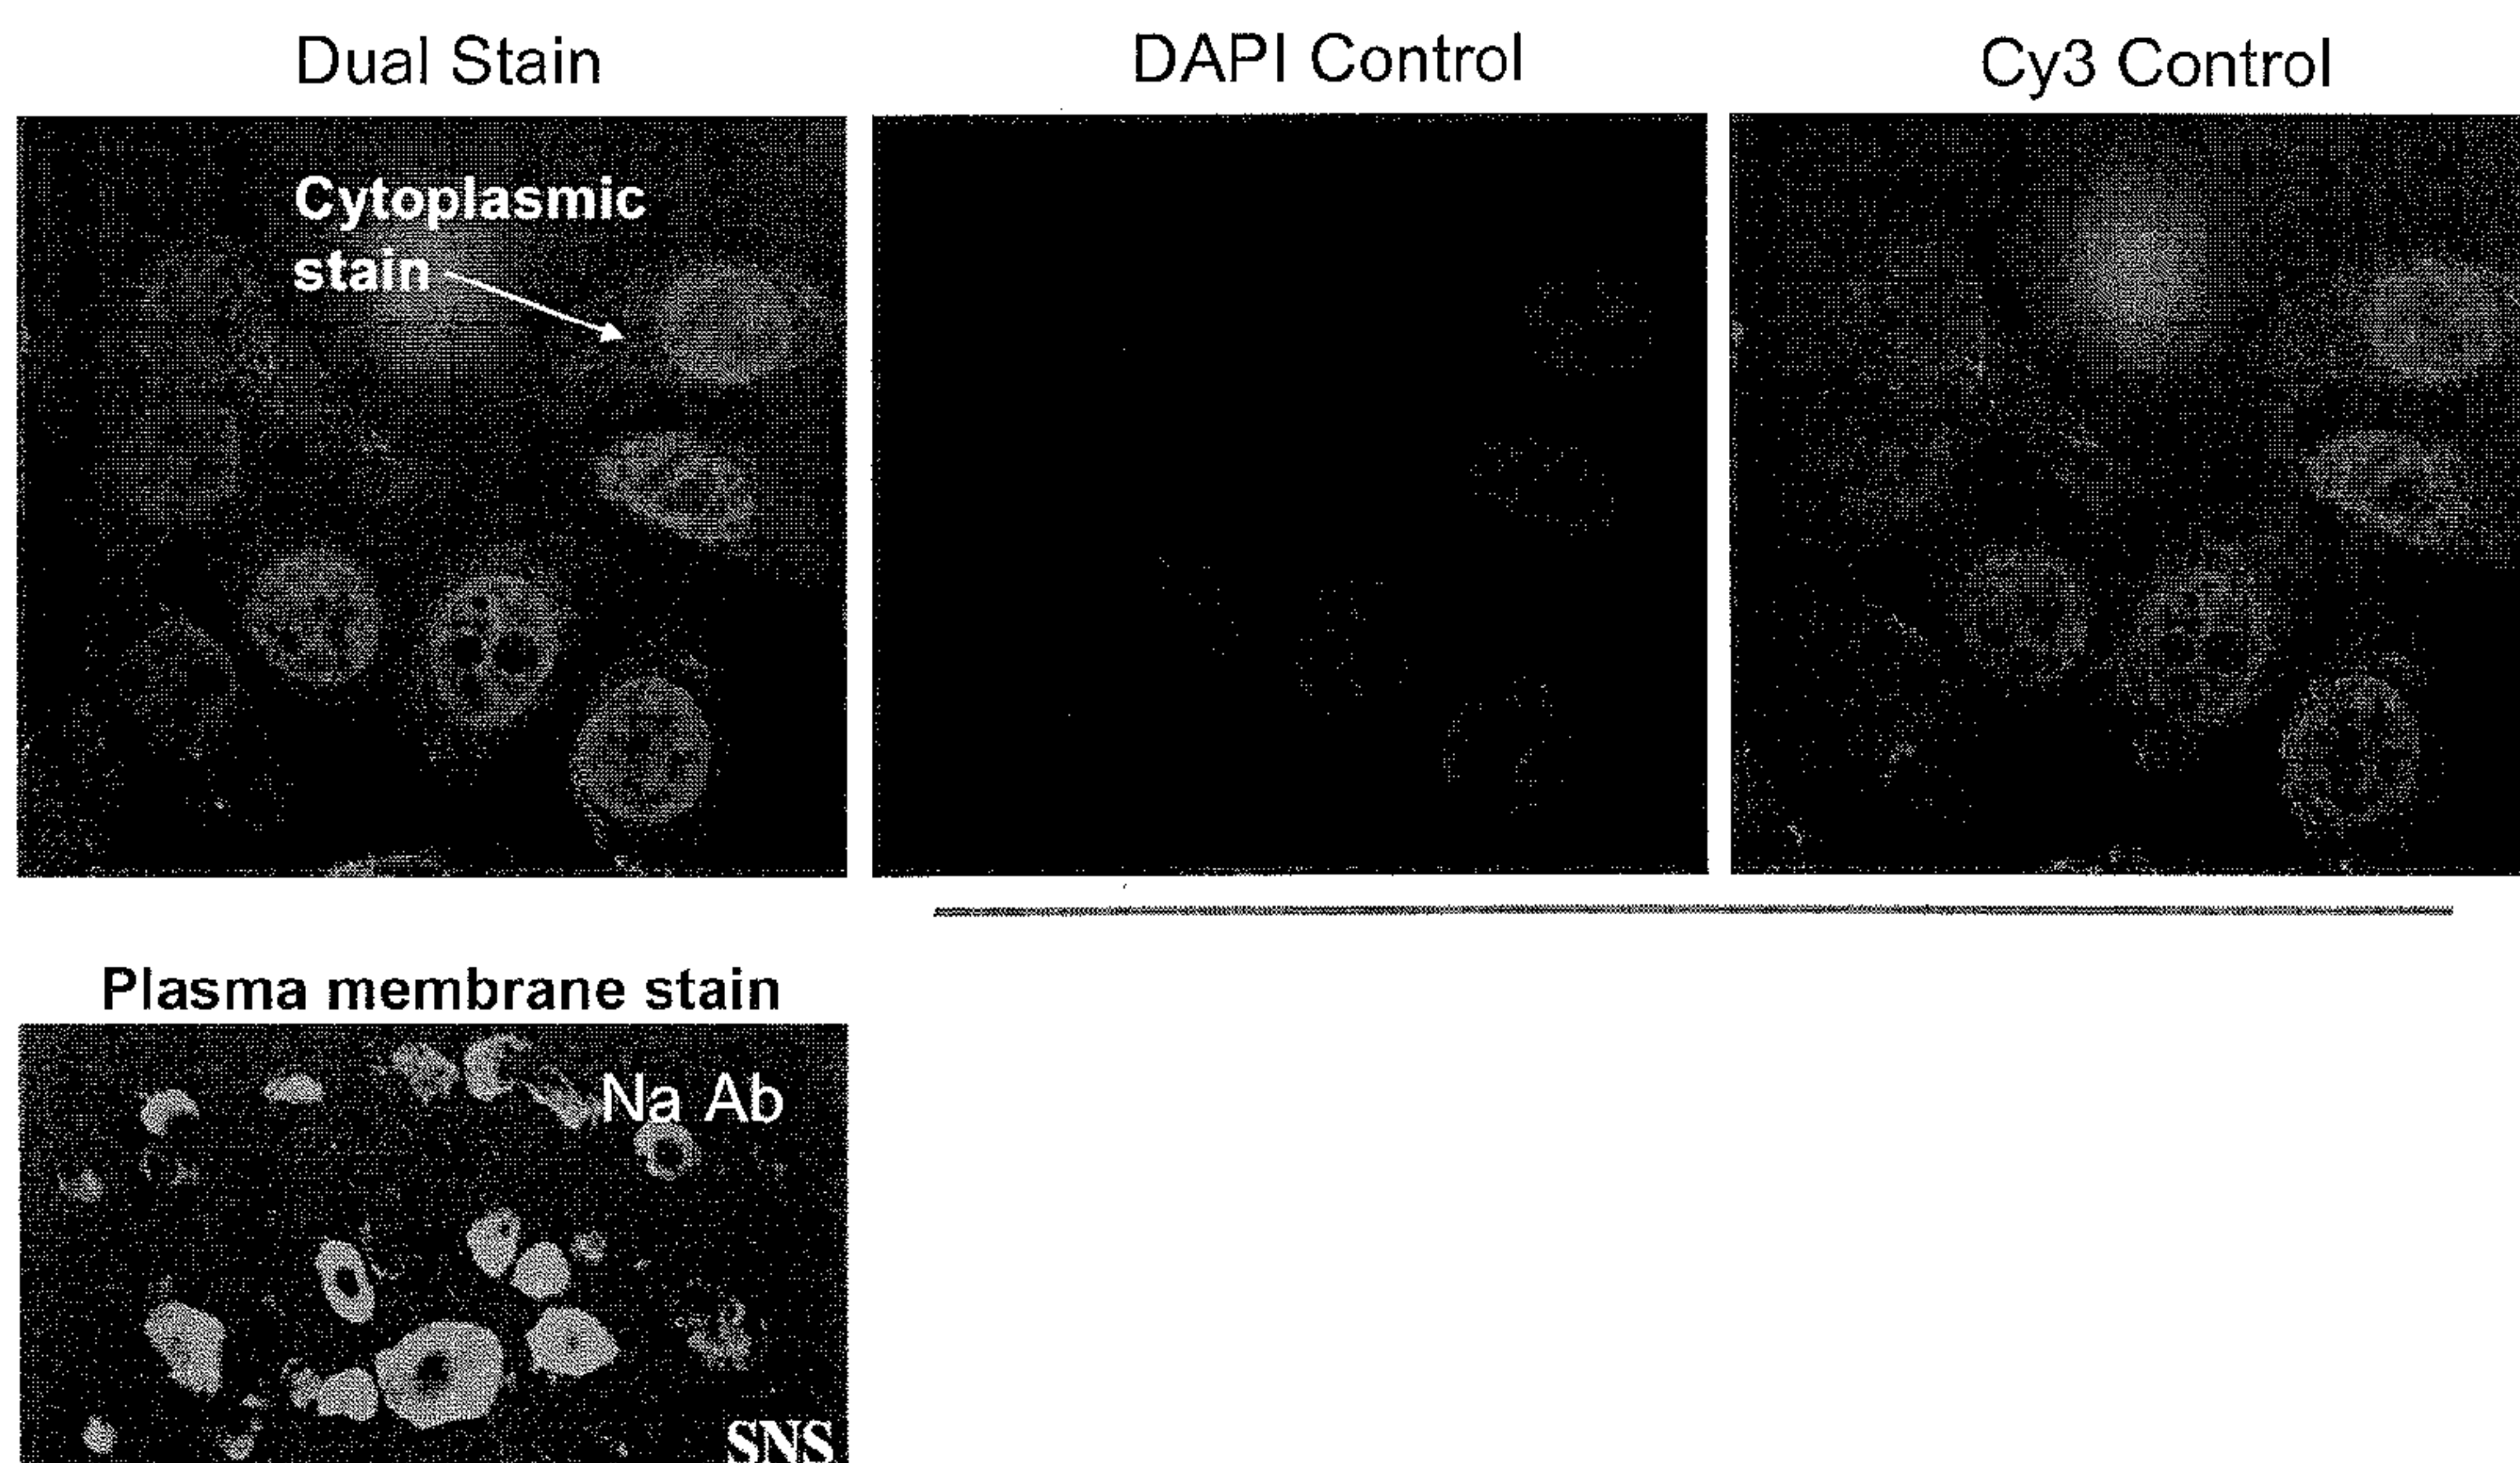 Dual Stain
DAPI Control
Cy3 Control
Cytoplasmic
stain
Plasma membrane stain
Na Ab
SNS